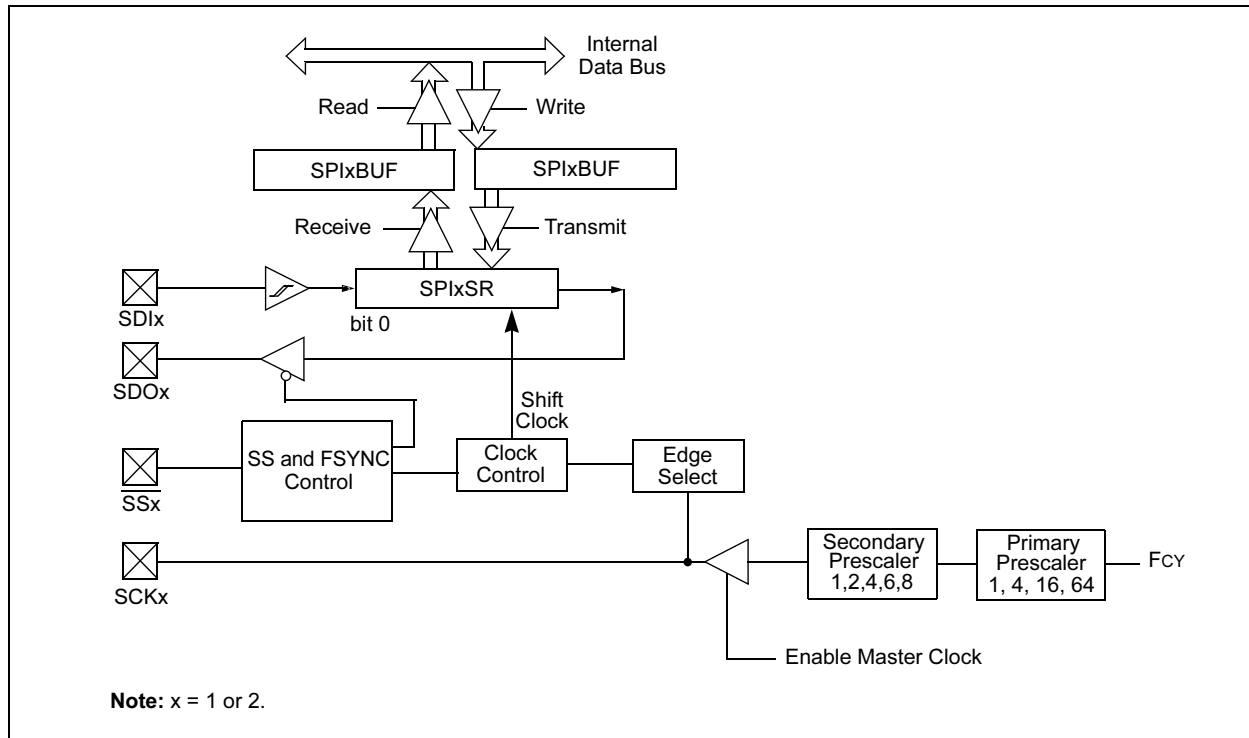 Internal
Data Bus
Read
Write
SPIxBUF
SPIxBUF
Receive
Transmit
SPIxSR
SDIx
bit 0
SDOx
Shift
Clock
SS and FSYNC
Control
Clock
Control
Edge
Select
SSx
Secondary
Prescaler
1,2,4,6,8
Primary
Prescaler
1, 4, 16, 64
FCY
SCKx
Enable Master Clock
Note: x = 1 or 2.